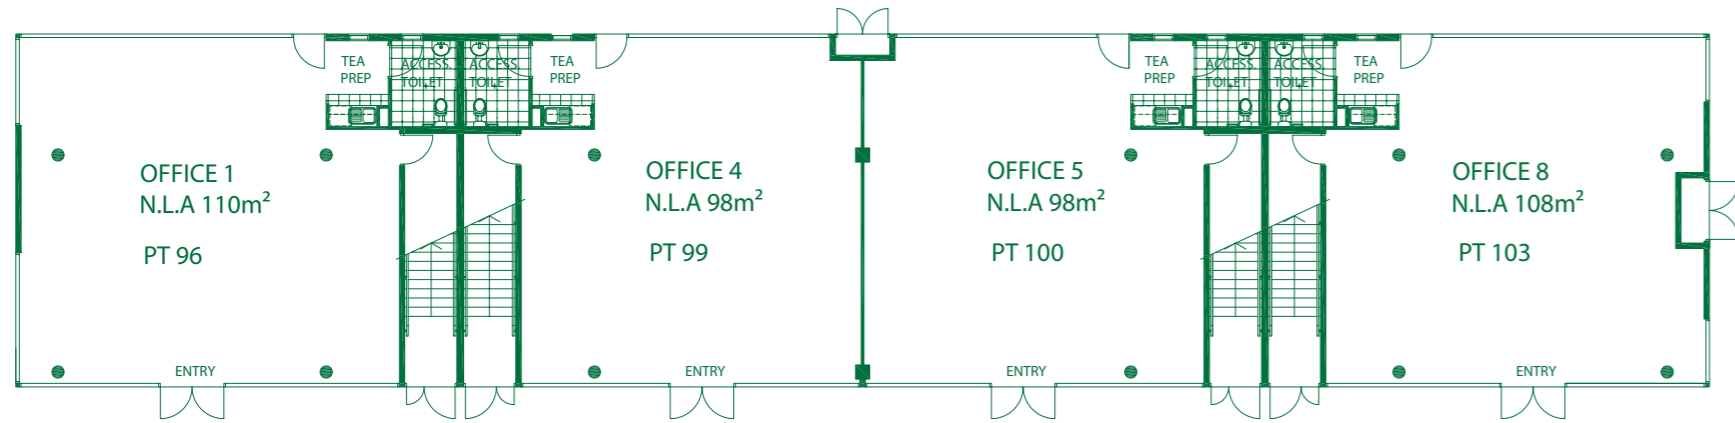 TEA
PREP
ACCESS.
TOILET
ACCESS.
TOILET
TEA
PREP
TEA
PREP
ACCESS.
TOILET
ACCESS.
TOILET
TEA
PREP
OFFICE 1
N.L.A 110m²
PT 96
OFFICE 4
N.L.A 98m²
PT 99
OFFICE 5
N.L.A 98m²
PT 100
OFFICE 8
N.L.A 108m²
PT 103
ENTRY
ENTRY
ENTRY
ENTRY